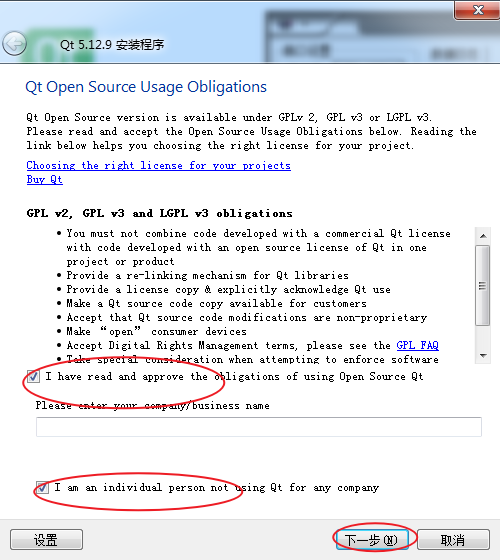 Qt 5.12.9 安装程序
Qt Open Source Usage Obligations
Qt Open Source version is available under GPLv 2, GPL v3 or LGPL v3.
Please read and accept the Open Source Usage Obligations below. Reading the
link below helps you choosing the right license for your project.
Choosing the right license for your projects
Buy Qt
GPL v2, GPL v3 and LGPL v3 obligations
• You must not combine code developed with a commercial Qt license
with code developed with an open source license of Qt in one
project or product
• Provide a re-linking mechanism for Qt libraries
• Provide a license copy & explicitly acknowledge Qt use
• Make a Qt source code copy available for customers
• Accept that Qt source code modifications are non-proprietary
• Make “open” consumer devices
• Accept Digital Rights Management terms, please see the GPL FAQ
• Take special consideration when attempting to enforce software
I have read and approve the obligations of using Open Source Qt
Please enter your company/business name
I am an individual person not using Qt for any company
设置
下一步(N)
取消